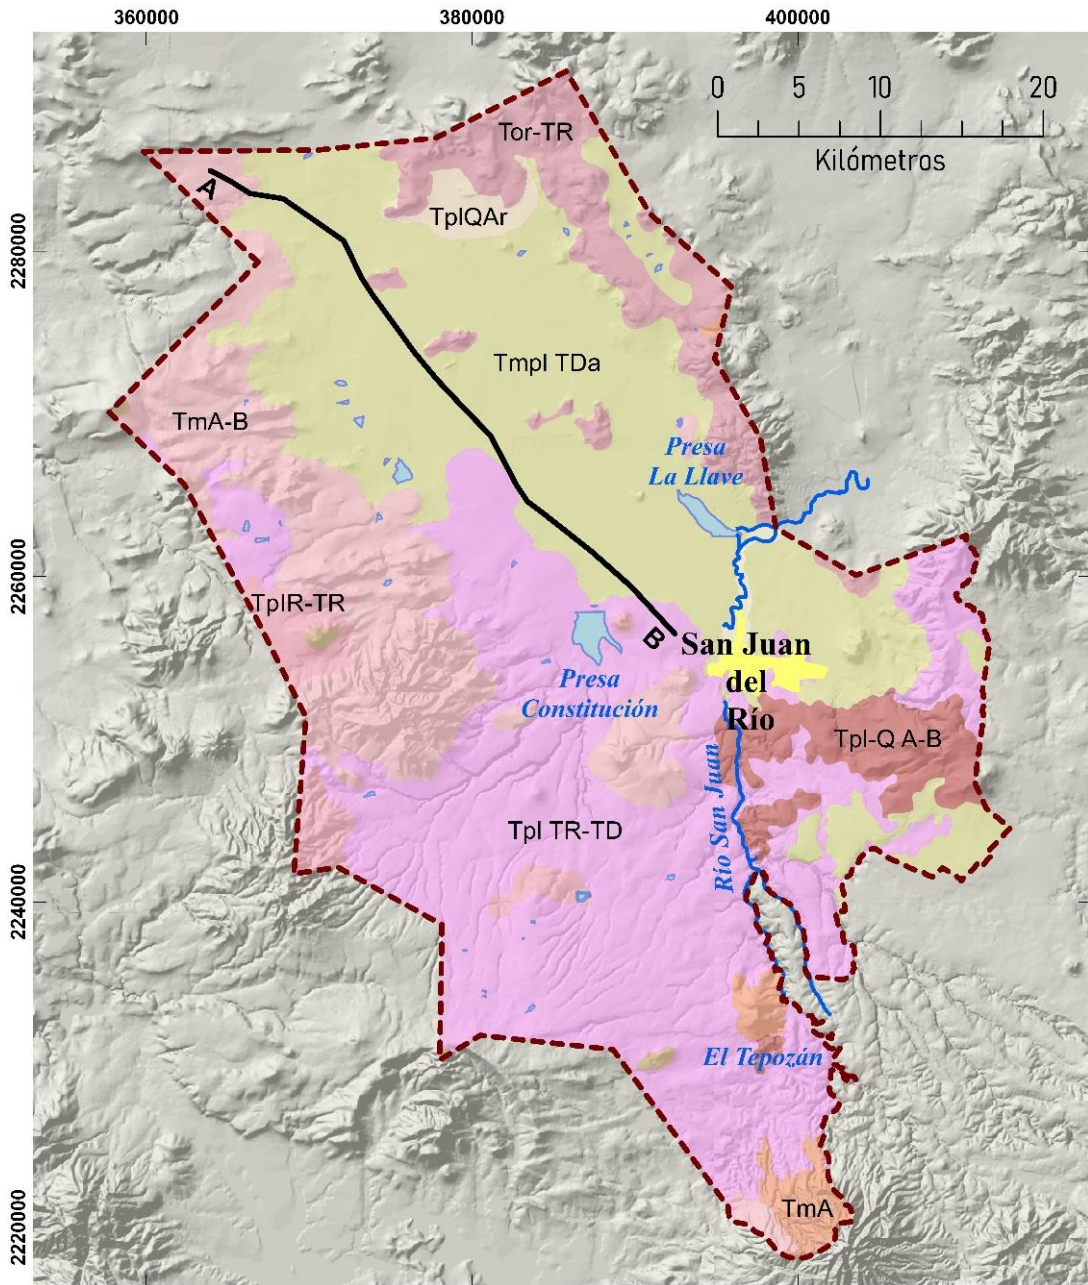 360000
380000
400000
0
5
10
20
Kilómetros
Tor-TR
A
TplQAr
2280000
Tmpl TDa
TmA-B
Presa
La Llave
2260000
TplR-TR
B
San Juan
del
Río
Presa
Constitución
Tpl-Q A-B
Río San Juan
Tpl TR-TD
2240000
El Tepozán
2220000
TmA